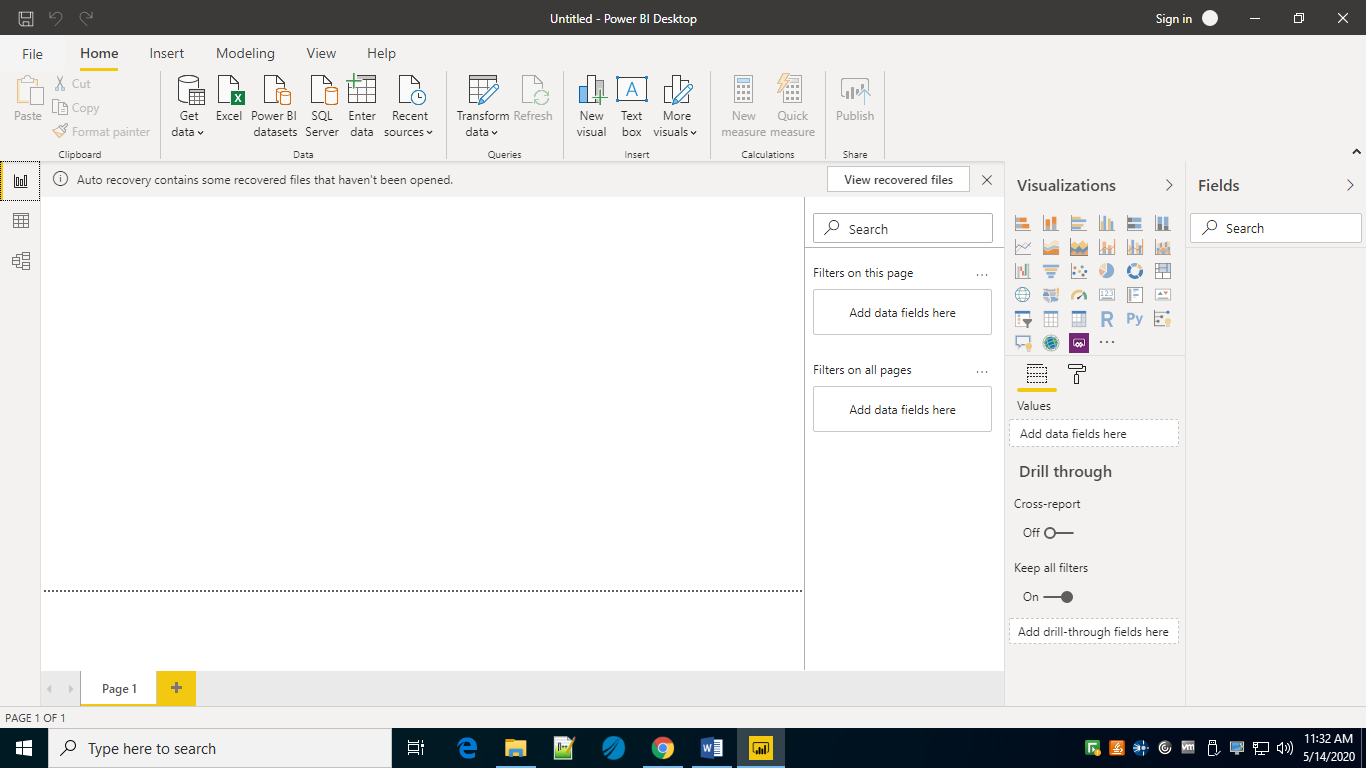 Untitled - Power BI Desktop
Sign in
File
Home
Insert
Modeling
View
Help
Paste
Cut
Copy
Format painter
Clipboard
Get
data
Excel
Power BI
datasets
SQL
Server
Enter
data
Recent
sources
Data
Transform
data
Refresh
Queries
New
visual
Text
box
More
visuals
Insert
New
measure
Quick
measure
Calculations
Publish
Share
Auto recovery contains some recovered files that haven't been opened.
View recovered files
Search
Filters on this page
...
Add data fields here
Filters on all pages
...
Add data fields here
Visualizations
123
R
Py
...
Values
Add data fields here
Drill through
Cross-report
Off
Keep all filters
On
Add drill-through fields here
Fields
Search
Page 1
PAGE 1 OF 1
Type here to search
11:32 AM
5/14/2020